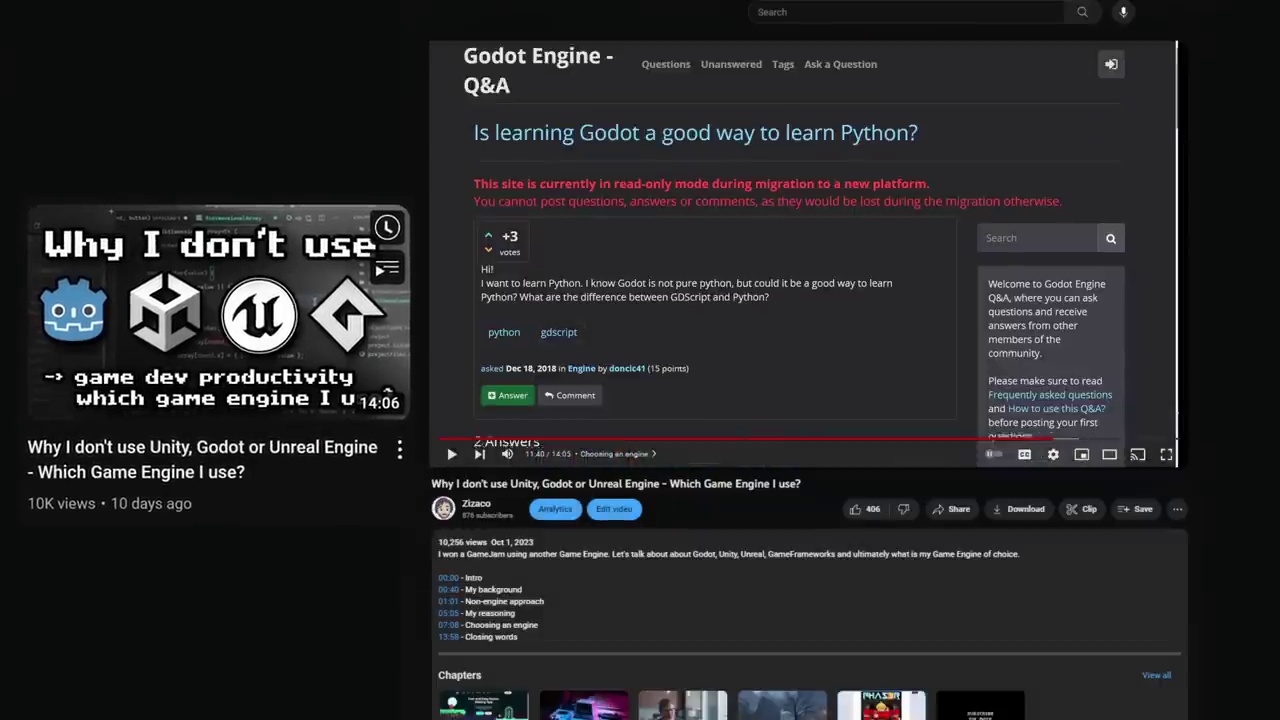 Search
Godot Engine -
Q&A
Questions
Unanswered
Tags
Ask a Question
Is learning Godot a good way to learn Python?
This site is currently in read-only mode during migration to a new platform.
You cannot post questions, answers or comments, as they would be lost during the migration otherwise.
+3
votes
Hi!
I want to learn Python. I know Godot is not pure python, but could it be a good way to learn
Python? What are the difference between GDScript and Python?
python
gdscript
asked Dec 18, 2018 in Engine by doncic41 (15 points)
Answer
Comment
2 Answers
Search
Welcome to Godot Engine
Q&A, where you can ask
questions and receive
answers from other
members of the
community.
Please make sure to read
Frequently asked questions
and How to use this Q&A?
before posting your first
Why I don't use
-> game dev productivity
which game engine I u
14:06
Why I don't use Unity, Godot or Unreal Engine
- Which Game Engine I use?
10K views • 10 days ago
11:40 / 14:05 • Choosing an engine
CC
Why I don't use Unity, Godot or Unreal Engine - Which Game Engine I use?
Zizaco
876 subscribers
Analytics
Edit video
406
Share
Download
Clip
Save
10,256 views Oct 1, 2023
I won a GameJam using another Game Engine. Let's talk about about Godot, Unity, Unreal, GameFrameworks and ultimately what is my Game Engine of choice.
00:00 - Intro
00:40 - My background
01:01 - Non-engine approach
05:05 - My reasoning
07:08 - Choosing an engine
13:58 - Closing words
Chapters
View all
PHASER